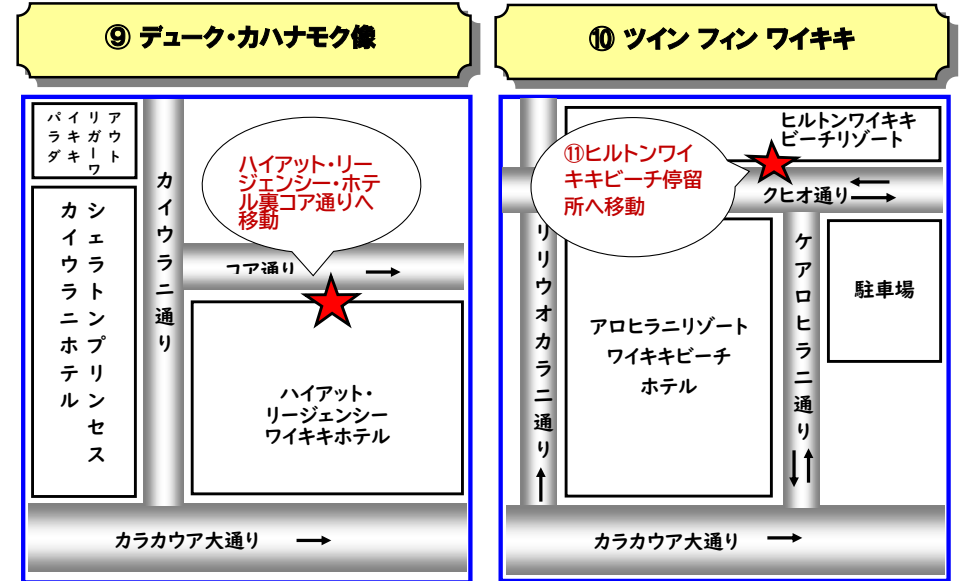 ⑨ デューク・カハナモク像
アウト
リガーワ
イキキ
パラダ
シェラトンプリンセス
カイウラニホテル
カイウラニ通り
ハイアット・リー
ジェンシー・ホテ
ル裏コア通りへ
移動
コア通り
ハイアット・
リージェンシー
ワイキキホテル
カラカウア大通り
⑩ ツイン フィン ワイキキ
ヒルトンワイキキ
ビーチリゾート
⑪ヒルトンワイ
キキビーチ停留
所へ移動
クヒオ通り
リリウオカラニ通り
アロヒラニリゾート
ワイキキビーチ
ホテル
ケアロヒラニ通り
駐車場
カラカウア大通り